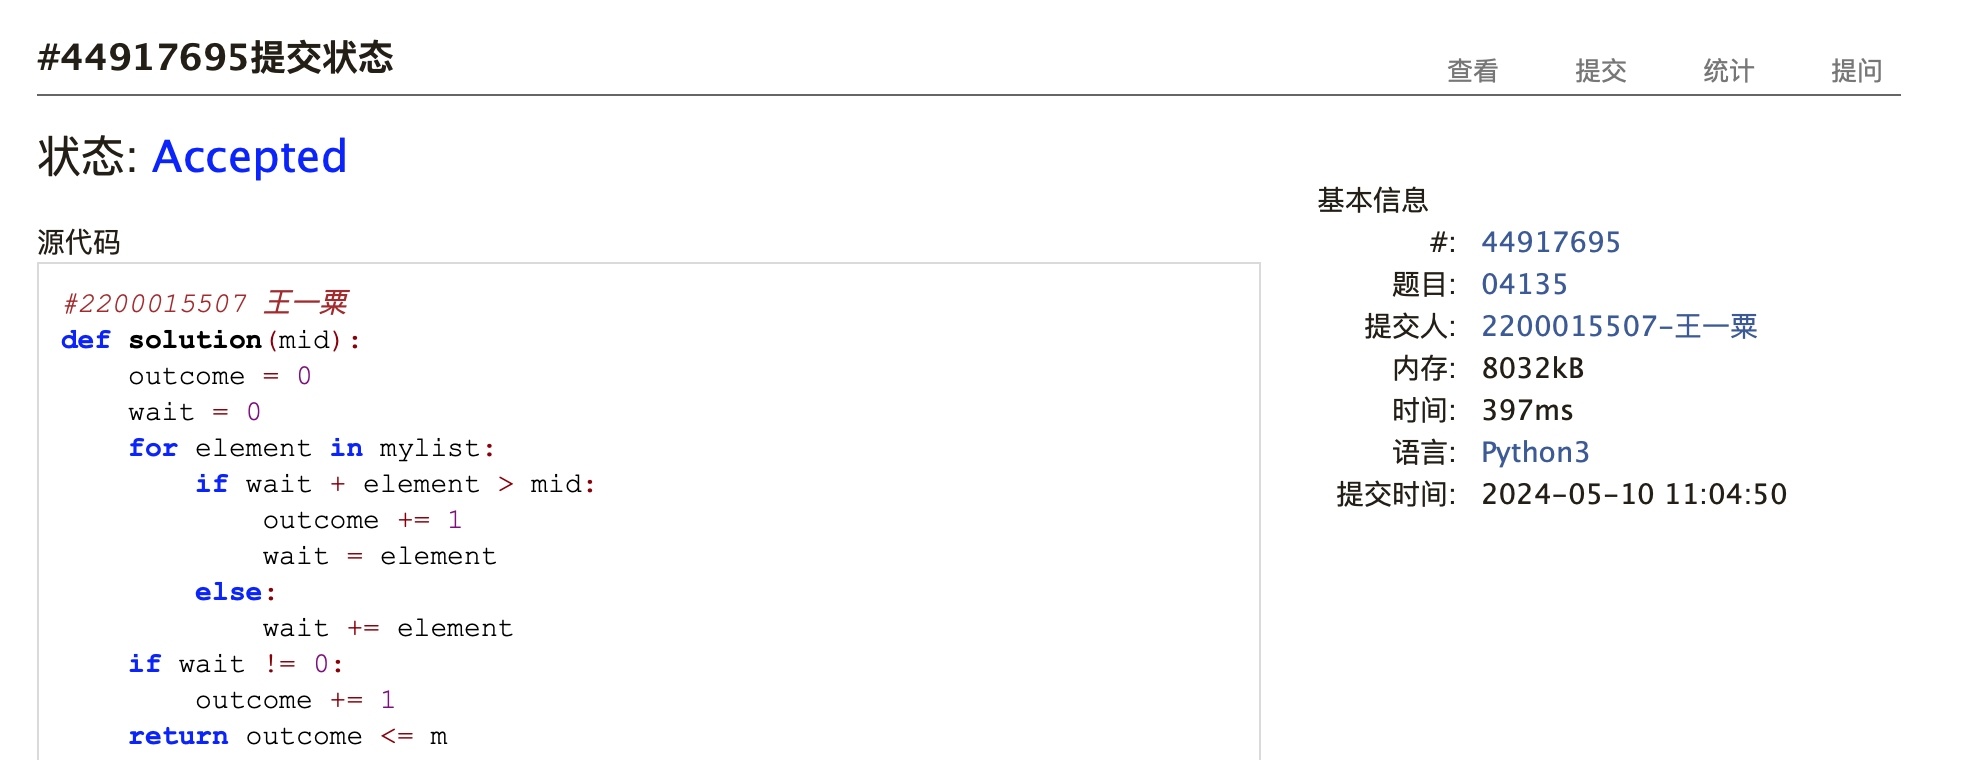 #44917695提交状态
查看 提交 统计 提问
状态: Accepted
源代码
#2200015507 王一粟
def solution(mid):
    outcome = 0
    wait = 0
    for element in mylist:
        if wait + element > mid:
            outcome += 1
            wait = element
        else:
            wait += element
    if wait != 0:
        outcome += 1
    return outcome <= m
基本信息
#: 44917695
题目: 04135
提交人: 2200015507-王一粟
内存: 8032kB
时间: 397ms
语言: Python3
提交时间: 2024-05-10 11:04:50